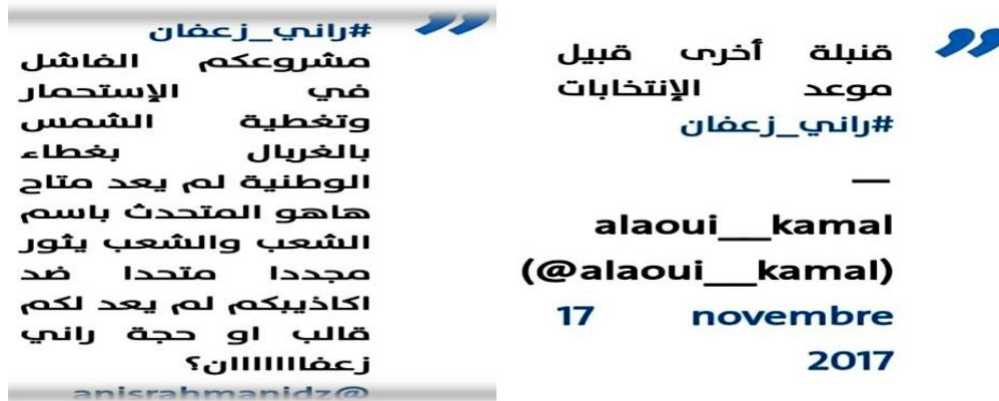 #راني_زعفان
مشروعكم الفاشل
في الإستحمار
وتغطية الشمس
بالغربال بغطاء
الوطنية لم يعد متاح
هاهو المتحدث باسم
الشعب والشعب يثور
مجددا متحدا ضد
اكاذيبكم لم يعد لكم
قالب او حجة راني
زعفااااااان؟
@anisrahmanidz
قنبلة أخرى قبيل
موعد الإنتخابات
#راني_زعفان
—
alaoui__kamal
(@alaoui__kamal)
17 novembre
2017